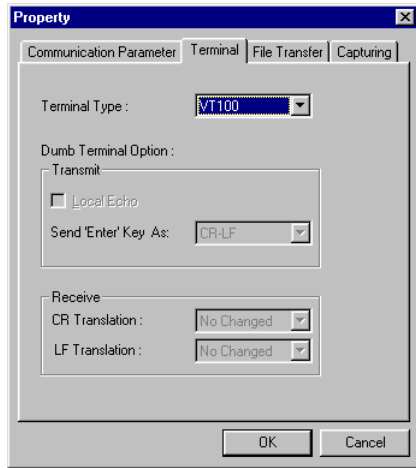 Property
Communication Parameter Terminal File Transfer Capturing
Terminal Type : VT100
Dumb Terminal Option :
Transmit
Local Echo
Send 'Enter' Key As: CR-LF
Receive
CR Translation : No Changed
LF Translation : No Changed
OK Cancel